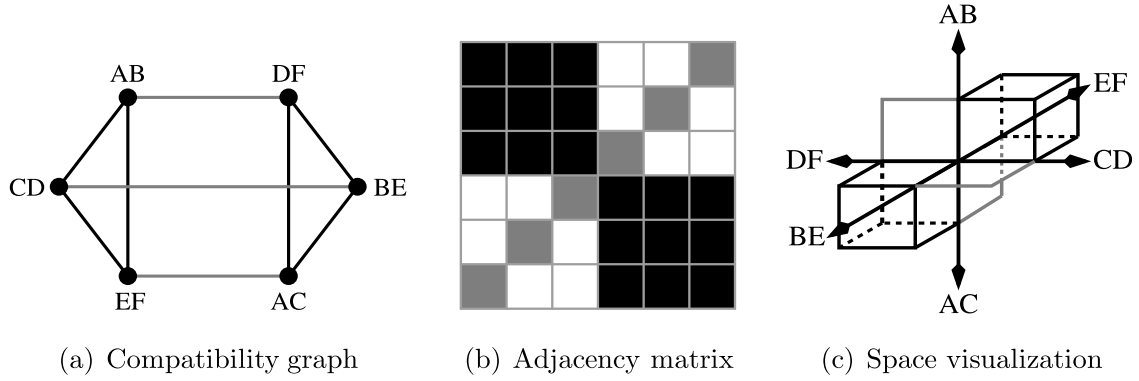 AB DF
CD BE
EF AC
(a) Compatibility graph
(b) Adjacency matrix
AB
EF
DF CD
BE
AC
(c) Space visualization